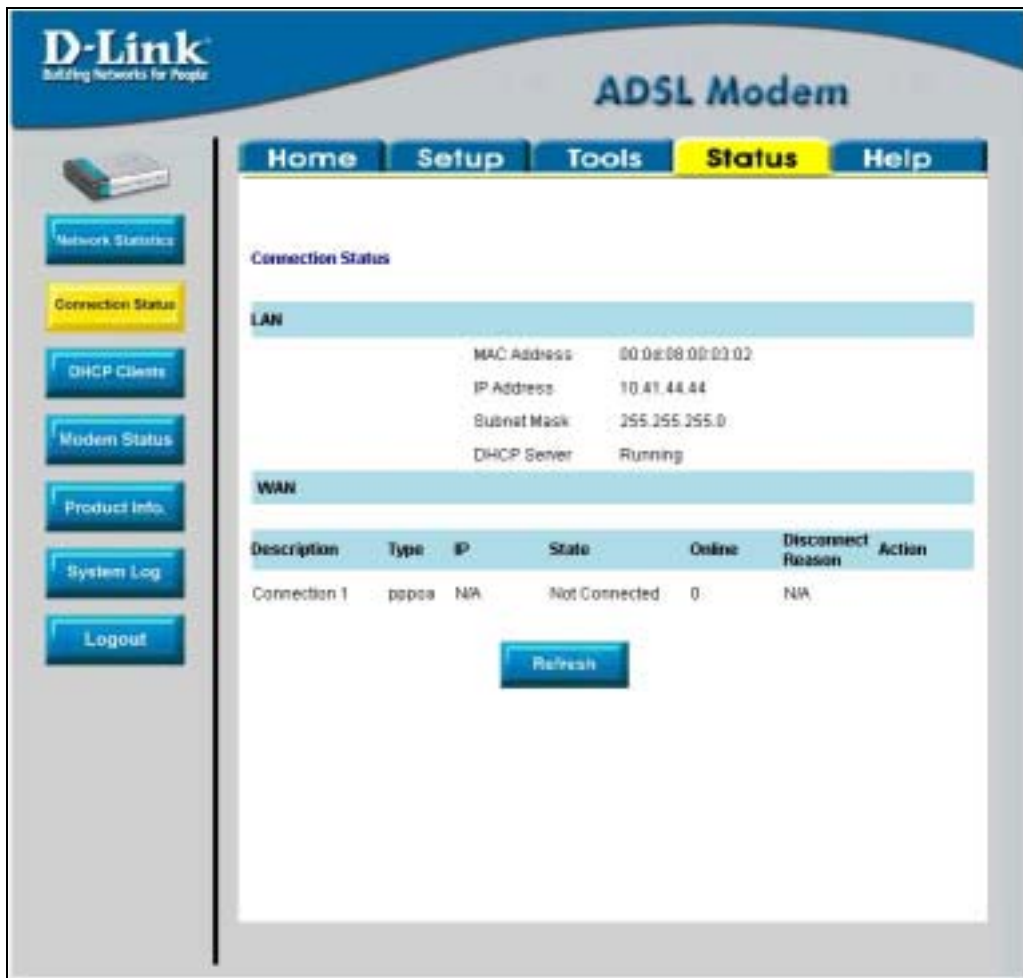 D-Link
Building Networks for People
ADSL Modem
Home Setup Tools Status Help
Network Statistics
Connection Status
DHCP Clients
Modem Status
Product Info.
System Log
Logout
Connection Status
LAN
MAC Address 00:0d:08:00:03:02
IP Address 10.41.44.44
Subnet Mask 255.255.255.0
DHCP Server Running
WAN
Description Type IP State Online Disconnect Reason Action
Connection 1 pppoa N/A Not Connected 0 N/A
Refresh